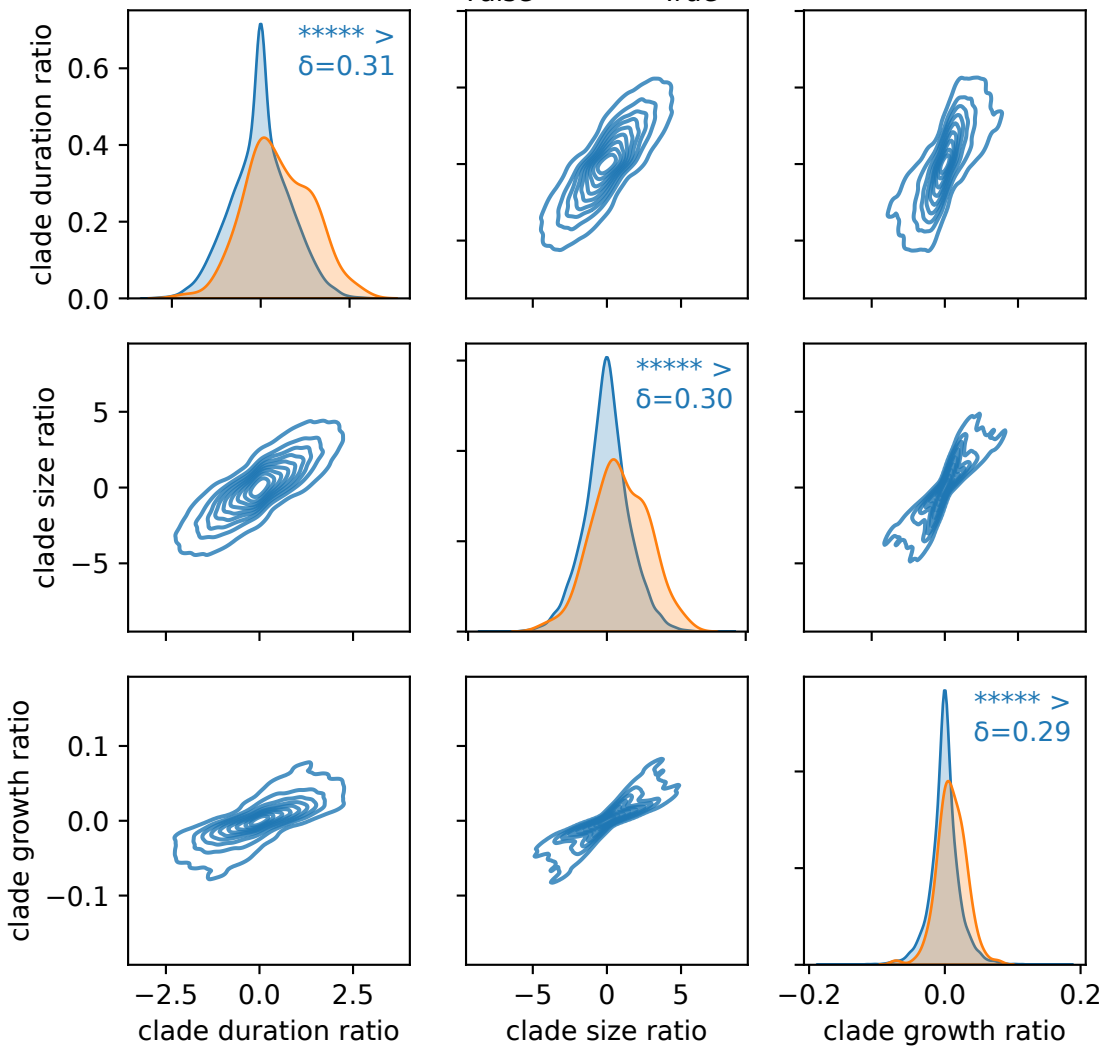 ***** >
δ=0.31
clade duration ratio
0.6
0.4
0.2
0.0
***** >
δ=0.30
clade size ratio
5
0
−5
***** >
δ=0.29
clade growth ratio
0.1
0.0
−0.1
−2.5 0.0 2.5
−5 0 5
−0.2 0.0 0.2
clade duration ratio
clade size ratio
clade growth ratio